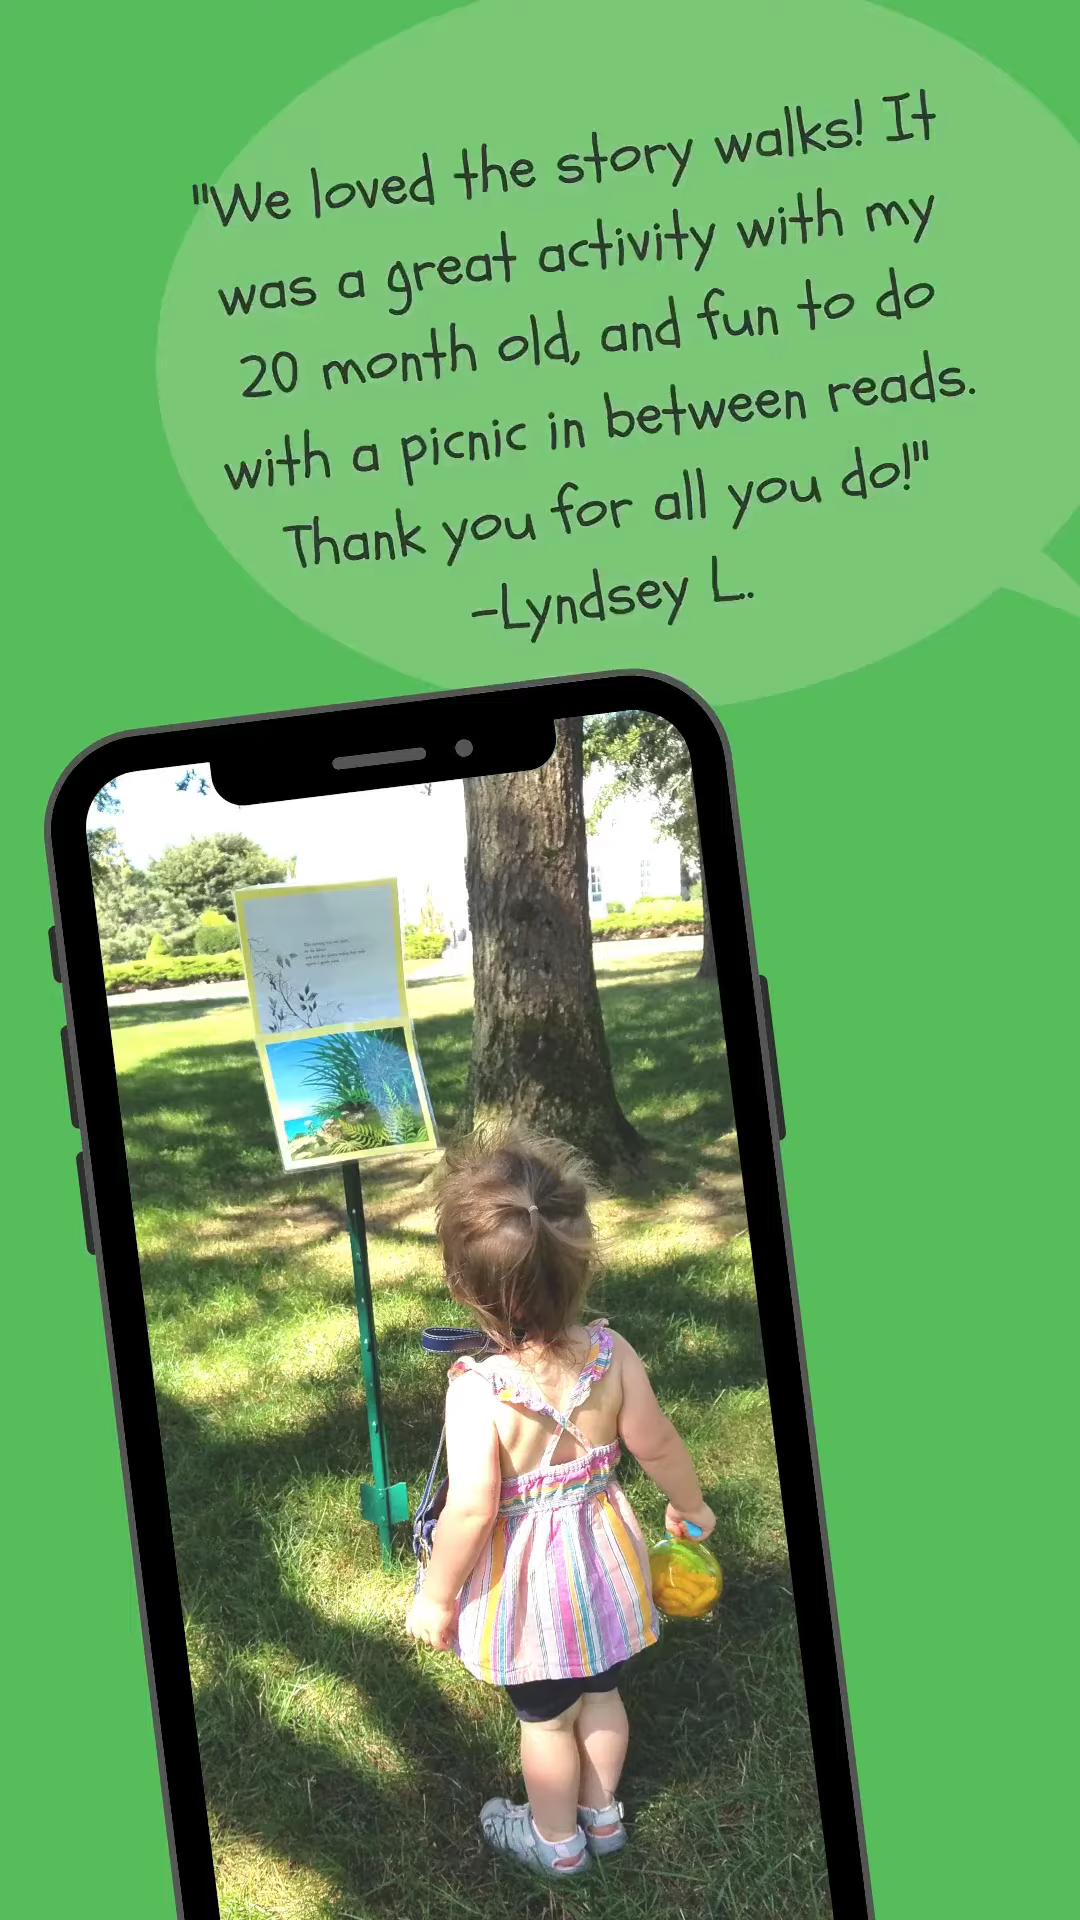 "We loved the story walks! It
was a great activity with my
20 month old, and fun to do
with a picnic in between reads.
Thank you for all you do!"
-Lyndsey L.